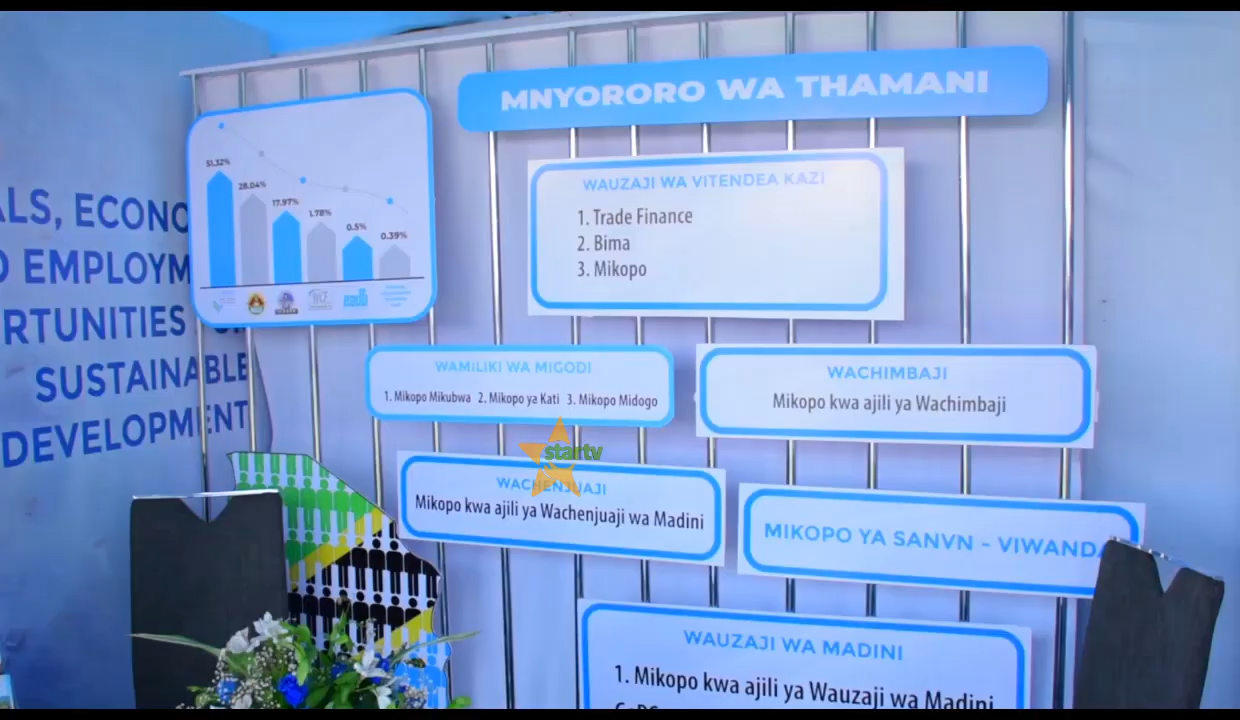 MNYORORO WA THAMANI
51.32%
28.04%
17.97%
1.78%
0.5%
0.39%
eadb
WAUZAJI WA VITENDEA KAZI
1. Trade Finance
2. Bima
3. Mikopo
ALS, ECONO
EMPLOYM
RTUNITIES
SUSTAINABLE
DEVELOPMENT
WAMILIKI WA MIGODI
1. Mikopo Mikubwa 2. Mikopo ya Kati 3. Mikopo Midogo
WACHIMBAJI
Mikopo kwa ajili ya Wachimbaji
startv
WACHENJUAJI
Mikopo kwa ajili ya Wachenjuaji wa Madini
MIKOPO YA SANVN - VIWANDA
WAUZAJI WA MADINI
1. Mikopo kwa ajili ya Wauzaji wa Madini